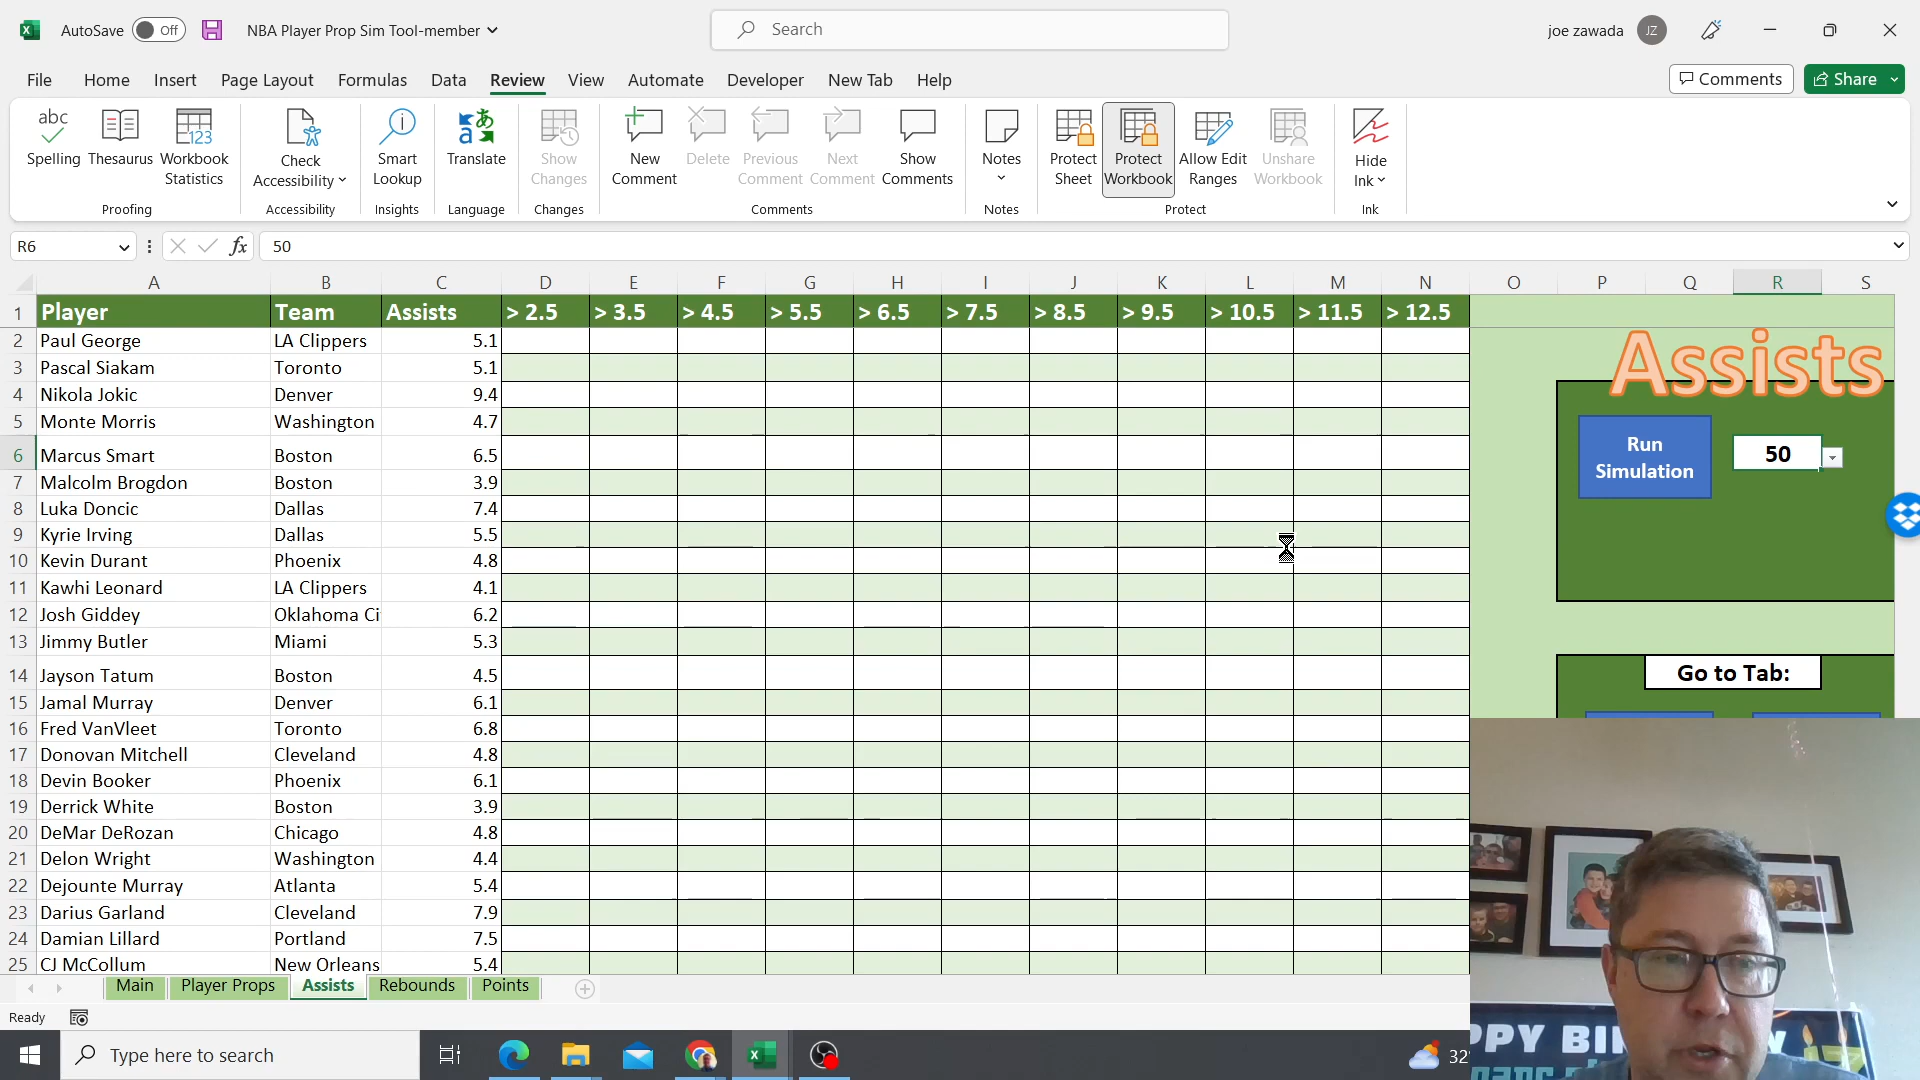 AutoSave Off NBA Player Prop Sim Tool-member Search joe zawada JZ
File Home Insert Page Layout Formulas Data Review View Automate Developer New Tab Help Comments Share
abc
Spelling Thesaurus Workbook Statistics
Check Accessibility
Smart Lookup
Translate
Show Changes
New Comment Delete Previous Comment Next Comment Show Comments
Notes
Protect Sheet Protect Workbook Allow Edit Ranges Unshare Workbook
Hide Ink
Proofing Accessibility Insights Language Changes Comments Notes Protect Ink
R6 fx 50
A B C D E F G H I J K L M N O P Q R S
1 Player Team Assists > 2.5 > 3.5 > 4.5 > 5.5 > 6.5 > 7.5 > 8.5 > 9.5 > 10.5 > 11.5 > 12.5
2 Paul George LA Clippers 5.1
3 Pascal Siakam Toronto 5.1
4 Nikola Jokic Denver 9.4
5 Monte Morris Washington 4.7
6 Marcus Smart Boston 6.5
7 Malcolm Brogdon Boston 3.9
8 Luka Doncic Dallas 7.4
9 Kyrie Irving Dallas 5.5
10 Kevin Durant Phoenix 4.8
11 Kawhi Leonard LA Clippers 4.1
12 Josh Giddey Oklahoma Ci 6.2
13 Jimmy Butler Miami 5.3
14 Jayson Tatum Boston 4.5
15 Jamal Murray Denver 6.1
16 Fred VanVleet Toronto 6.8
17 Donovan Mitchell Cleveland 4.8
18 Devin Booker Phoenix 6.1
19 Derrick White Boston 3.9
20 DeMar DeRozan Chicago 4.8
21 Delon Wright Washington 4.4
22 Dejounte Murray Atlanta 5.4
23 Darius Garland Cleveland 7.9
24 Damian Lillard Portland 7.5
25 CJ McCollum New Orleans 5.4
Assists
Run
Simulation
50
Go to Tab:
Main Player Props Assists Rebounds Points
Ready
Type here to search
32